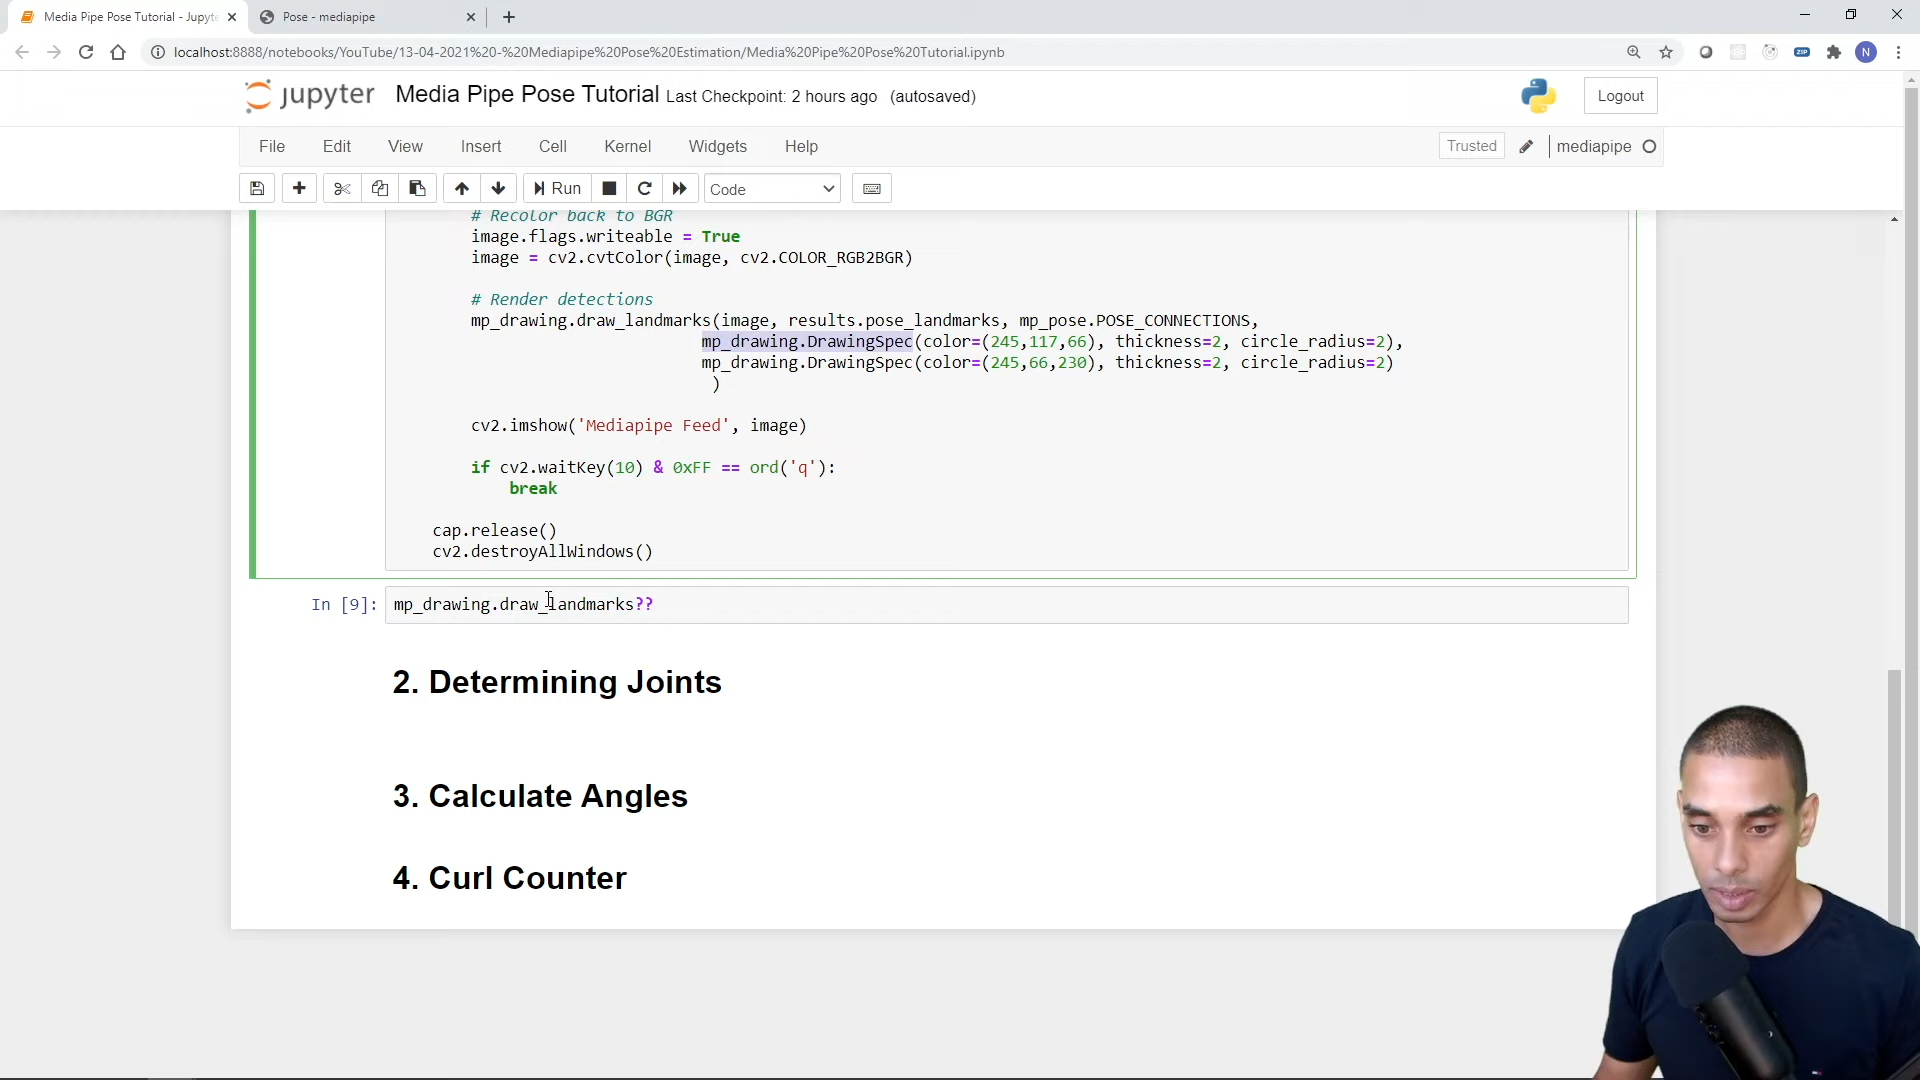 Media Pipe Pose Tutorial - Jupyte
Pose - mediapipe
localhost:8888/notebooks/YouTube/13-04-2021%20-%20Mediapipe%20Pose%20Estimation/Media%20Pipe%20Pose%20Tutorial.ipynb
ZIP
N
jupyter Media Pipe Pose Tutorial Last Checkpoint: 2 hours ago (autosaved)
Logout
File Edit View Insert Cell Kernel Widgets Help
Trusted mediapipe
Run
Code
# Recolor back to BGR
image.flags.writeable = True
image = cv2.cvtColor(image, cv2.COLOR_RGB2BGR)
# Render detections
mp_drawing.draw_landmarks(image, results.pose_landmarks, mp_pose.POSE_CONNECTIONS,
mp_drawing.DrawingSpec(color=(245,117,66), thickness=2, circle_radius=2),
mp_drawing.DrawingSpec(color=(245,66,230), thickness=2, circle_radius=2)
)
cv2.imshow('Mediapipe Feed', image)
if cv2.waitKey(10) & 0xFF == ord('q'):
break
cap.release()
cv2.destroyAllWindows()
In [9]: mp_drawing.draw_landmarks??
2. Determining Joints
3. Calculate Angles
4. Curl Counter